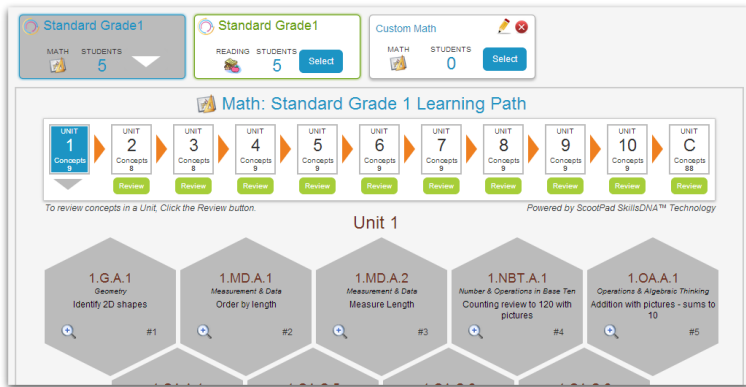 Standard Grade1
MATH STUDENTS
5
Standard Grade1
READING STUDENTS
5 Select
Custom Math
MATH STUDENTS
0 Select
Math: Standard Grade 1 Learning Path
UNIT UNIT UNIT UNIT UNIT UNIT UNIT UNIT UNIT UNIT UNIT
1 2 3 4 5 6 7 8 9 10 C
Concepts Concepts Concepts Concepts Concepts Concepts Concepts Concepts Concepts Concepts Concepts
9 8 8 9 9 9 9 9 9 9 88
Review Review Review Review Review Review Review Review Review Review
To review concepts in a Unit, Click the Review button. Powered by ScootPad SkillsDNA™ Technology
Unit 1
1.G.A.1
Geometry
Identify 2D shapes
#1
1.MD.A.1
Measurement & Data
Order by length
#2
1.MD.A.2
Measurement & Data
Measure Length
#3
1.NBT.A.1
Number & Operations in Base Ten
Counting review to 120 with
pictures
#4
1.OA.A.1
Operations & Algebraic Thinking
Addition with pictures - sums to
10
#5